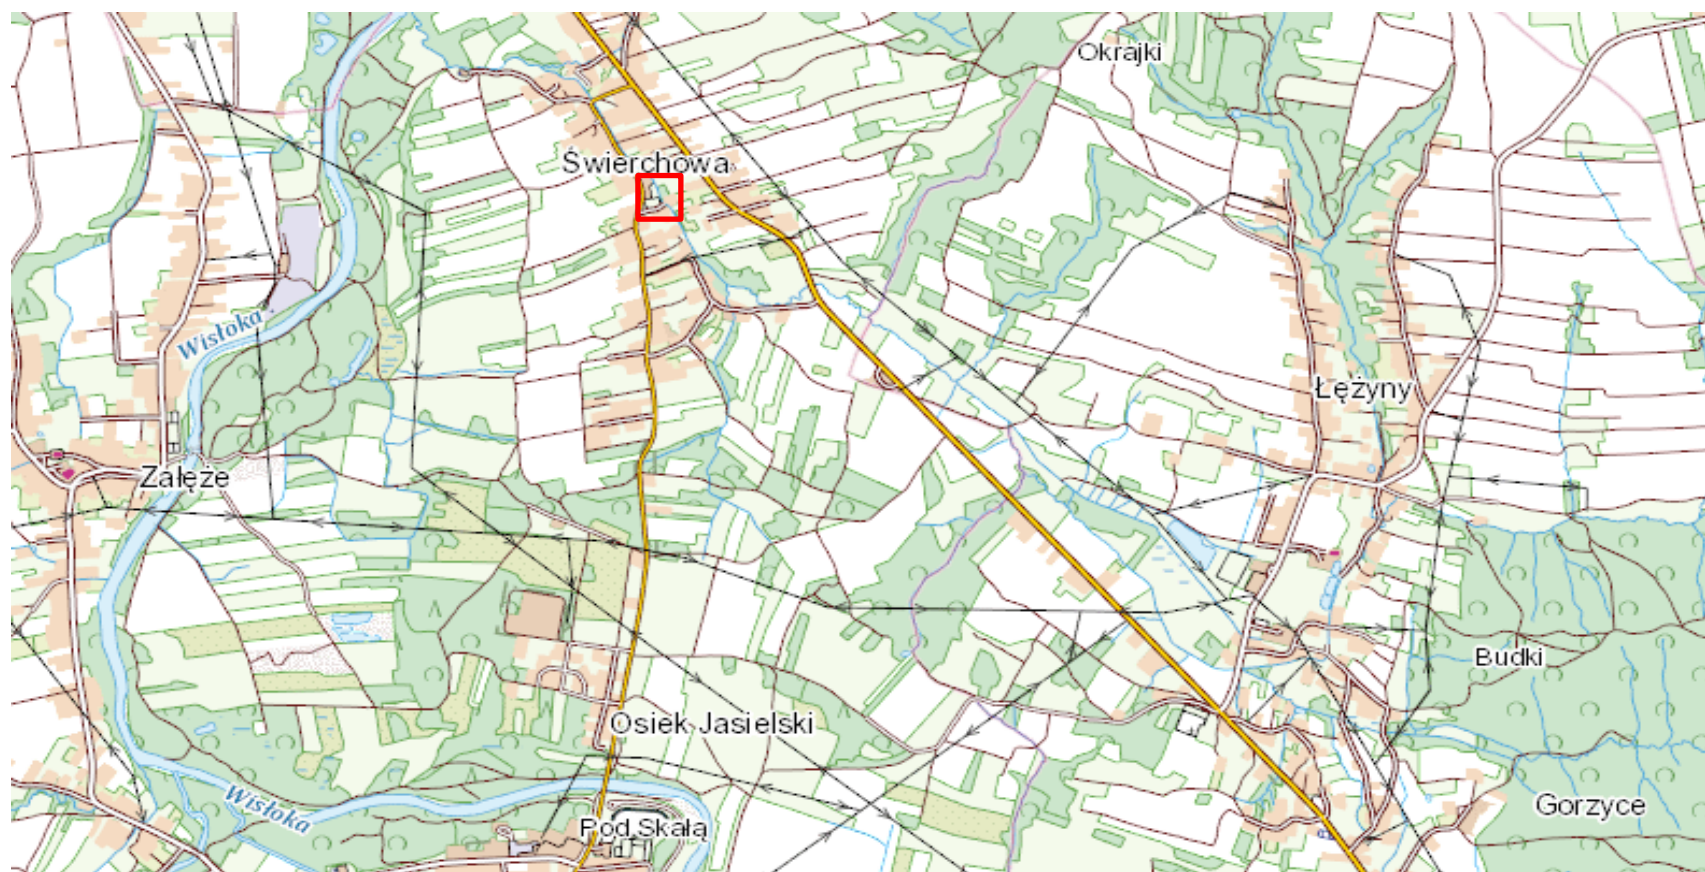 Okrajki
Świerchowa
Wisłoka
Łężyny
Załęże
Budki
Osiek Jasielski
Wisłoka
Gorzyce
Pod Skałą